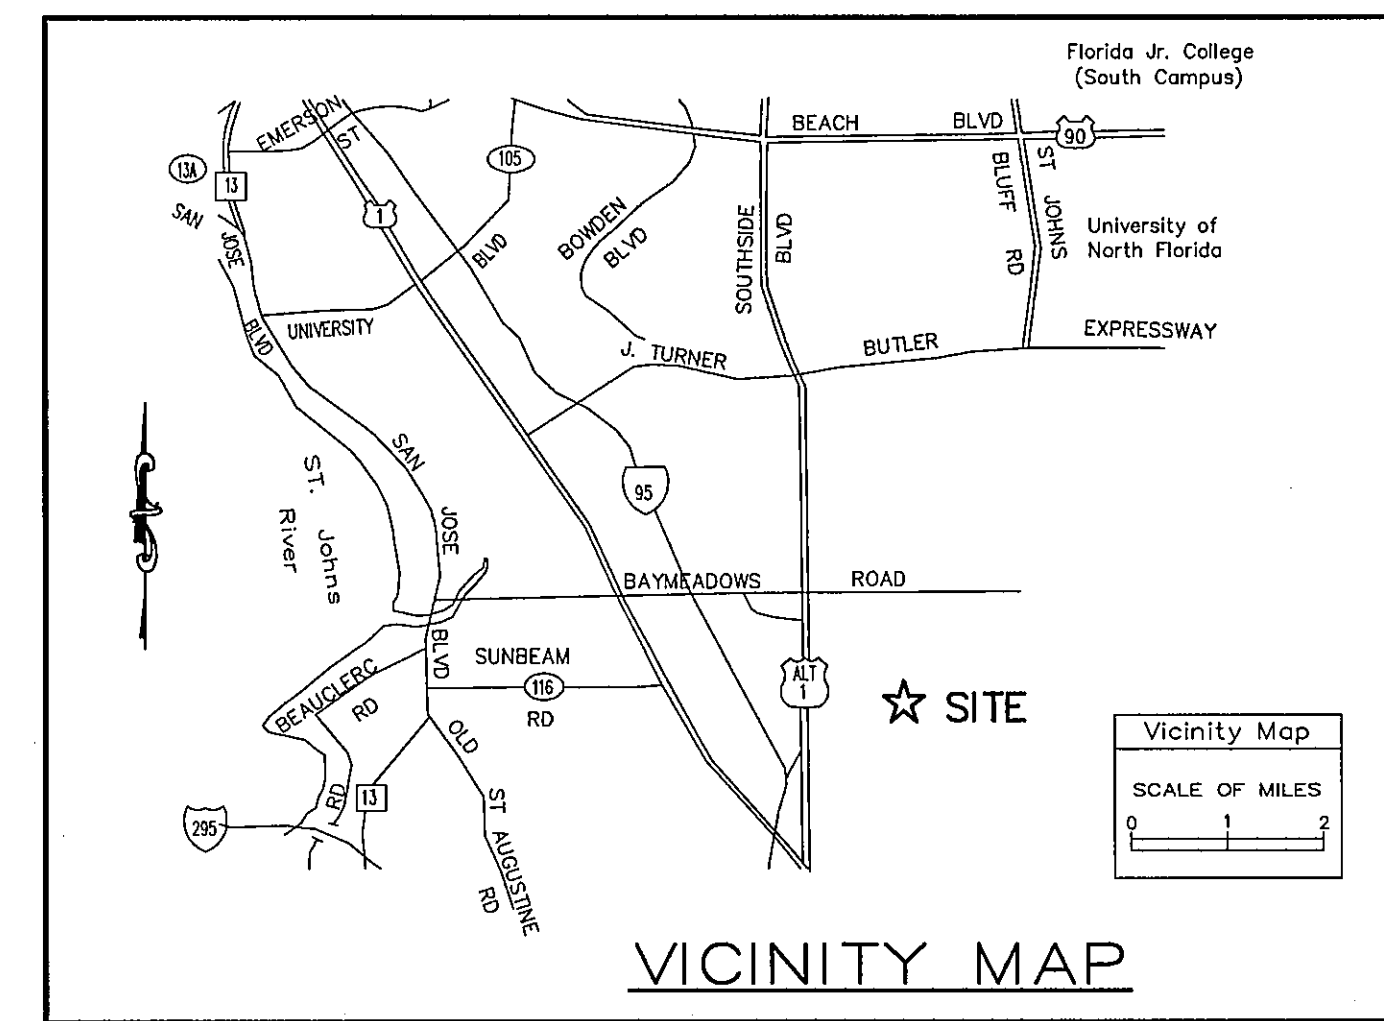 Florida Jr. College
(South Campus)
EMERSON
ST
BEACH BLVD
90
13A
13
105
1
SAN
JOSE
BLVD
BOWDEN
BLVD
BLVD
SOUTHSIDE
BLVD
ST
JOHNS
BLUFF
RD
University of
North Florida
UNIVERSITY
J. TURNER
BUTLER
EXPRESSWAY
SAN
JOSE
BLVD
95
ST. Johns
River
BAYMEADOWS ROAD
SUNBEAM
116
RD
ALT
1
SITE
BEAUCLERC
RD
RD
OLD
ST
AUGUSTINE
RD
13
295
Vicinity Map
SCALE OF MILES
0 1 2
VICINITY MAP